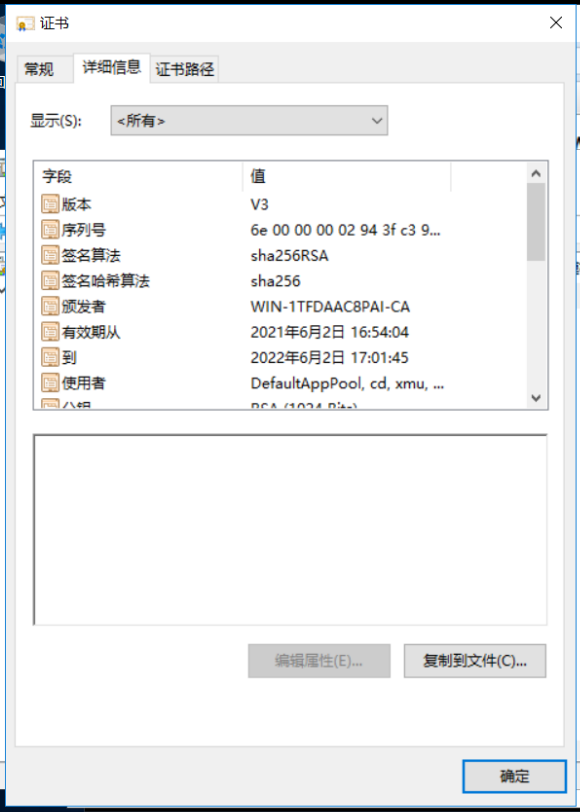 证书
常规 详细信息 证书路径
显示(S): <所有>
字段 值
版本 V3
序列号 6e 00 00 00 02 94 3f c3 9...
签名算法 sha256RSA
签名哈希算法 sha256
颁发者 WIN-1TFDAAC8PAI-CA
有效期从 2021年6月2日 16:54:04
到 2022年6月2日 17:01:45
使用者 DefaultAppPool, cd, xmu, ...
公钥 RSA (1024 Bits)
编辑属性(E)... 复制到文件(C)...
确定